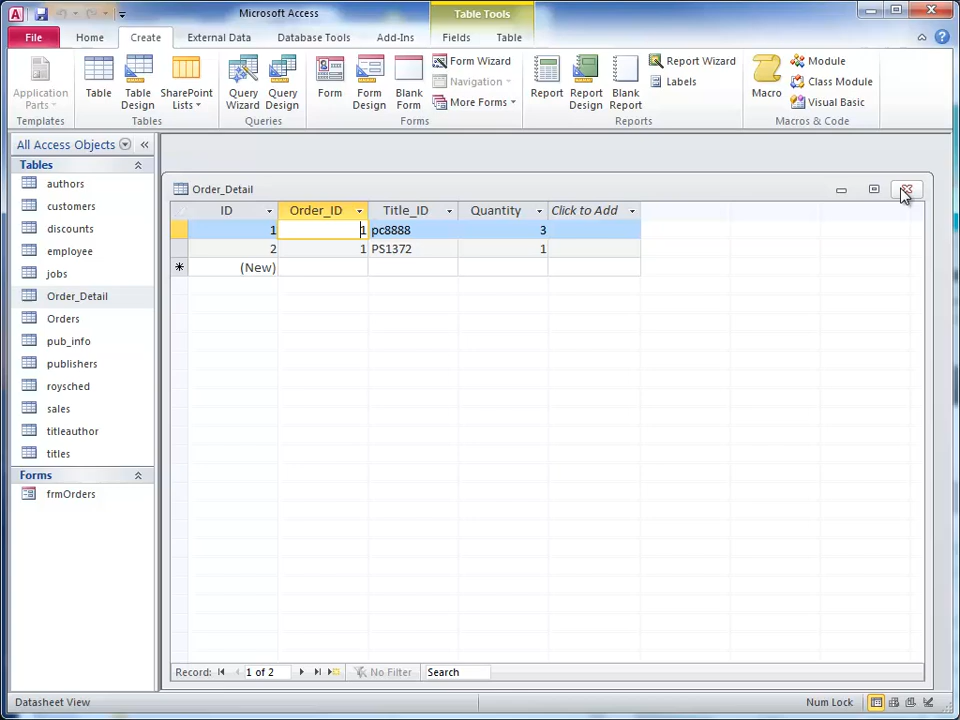 Microsoft Access
Table Tools
File Home Create External Data Database Tools Add-Ins Fields Table
Application Parts
Table
Table Design
SharePoint Lists
Query Wizard
Query Design
Form
Form Design
Blank Form
Form Wizard
Navigation
More Forms
Report
Report Design
Blank Report
Report Wizard
Labels
Macro
Module
Class Module
Visual Basic
Templates Tables Queries Forms Reports Macros & Code
All Access Objects
Tables
authors
customers
discounts
employee
jobs
Order_Detail
Orders
pub_info
publishers
roysched
sales
titleauthor
titles
Forms
frmOrders
Order_Detail
ID Order_ID Title_ID Quantity Click to Add
1 1 pc8888 3
2 1 PS1372 1
(New)
Record: 1 of 2 No Filter Search
Datasheet View Num Lock